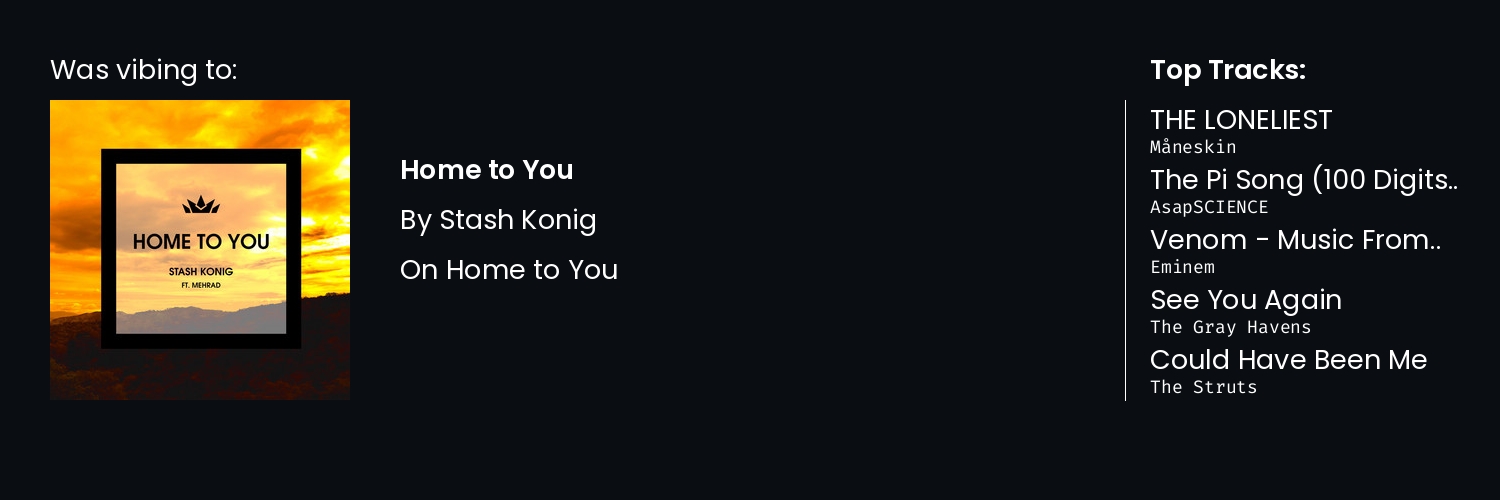 Was vibing to:
HOME TO YOU
STASH KONIG
FT. MEHRAD
Home to You
By Stash Konig
On Home to You
Top Tracks:
THE LONELIEST
Måneskin
The Pi Song (100 Digits..
AsapSCIENCE
Venom - Music From..
Eminem
See You Again
The Gray Havens
Could Have Been Me
The Struts